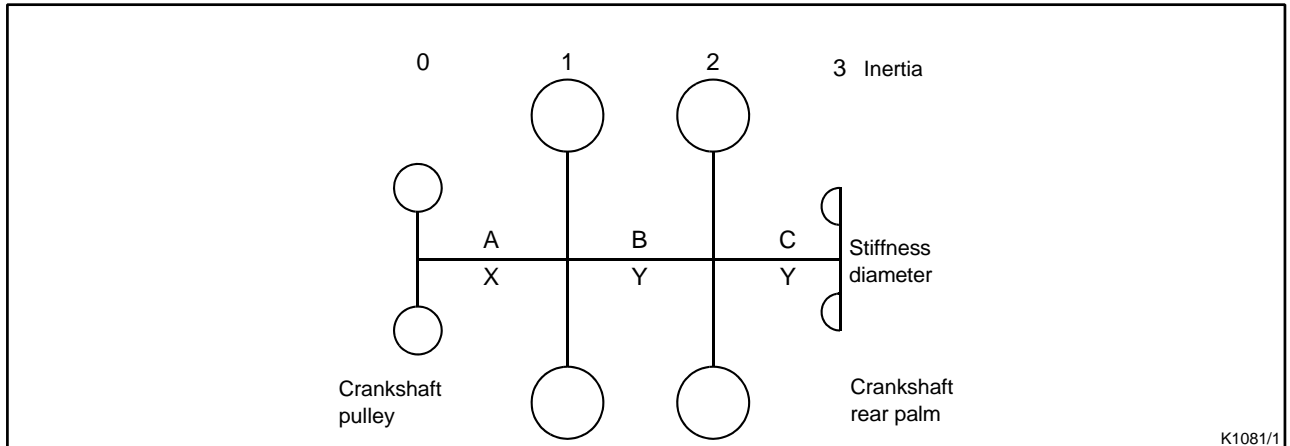 0 1 2 3 Inertia
A B C Stiffness
X Y Y diameter
Crankshaft
pulley
Crankshaft
rear palm
K1081/1